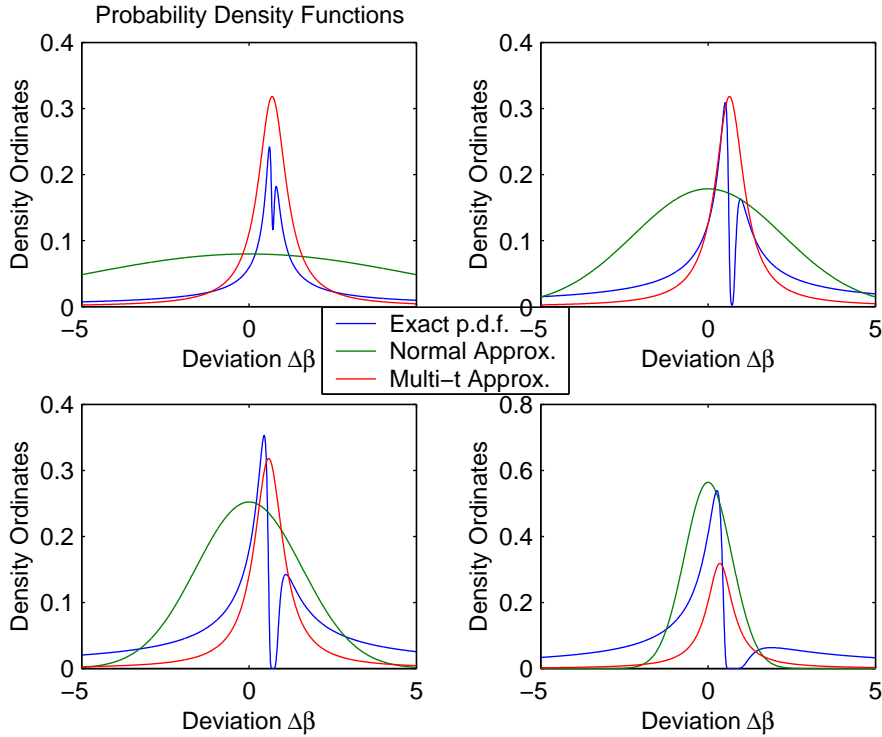 Probability Density Functions
0.4
0.3
0.2
0.1
0
Density Ordinates
−5
0
5
Deviation Δβ
0.4
0.3
0.2
0.1
0
Density Ordinates
−5
0
5
Deviation Δβ
Exact p.d.f.
Normal Approx.
Multi−t Approx.
0.4
0.3
0.2
0.1
0
Density Ordinates
−5
0
5
Deviation Δβ
0.8
0.6
0.4
0.2
0
Density Ordinates
−5
0
5
Deviation Δβ